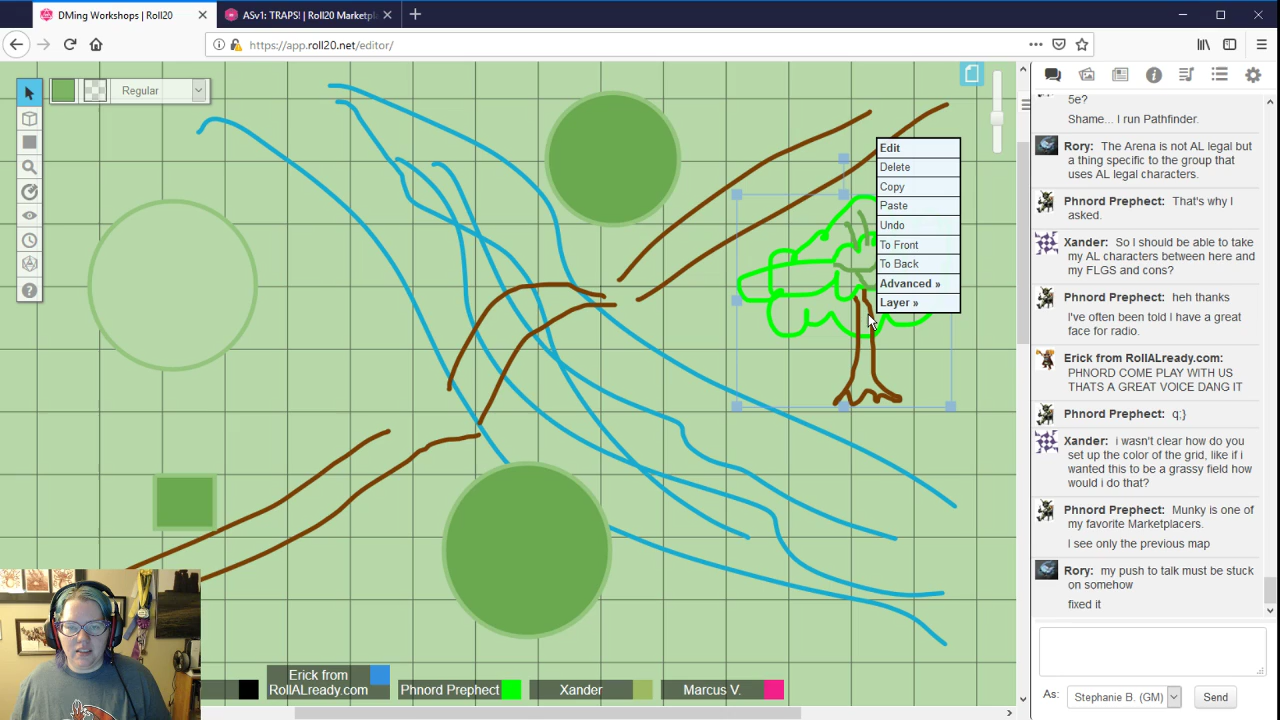 DMing Workshops | Roll20
ASv1: TRAPS! | Roll20 Marketpl
https://app.roll20.net/editor/
Regular
Edit
Delete
Copy
Paste
Undo
To Front
To Back
Advanced »
Layer »
5e?
Shame... I run Pathfinder.
Rory: The Arena is not AL legal but
a thing specific to the group that
uses AL legal characters.
Phnord Prephect: That's why I
asked.
Xander: So I should be able to take
my AL characters between here and
my FLGS and cons?
Phnord Prephect: heh thanks
I've often been told I have a great
face for radio.
Erick from RollALready.com:
PHNORD COME PLAY WITH US
THATS A GREAT VOICE DANG IT
Phnord Prephect: q:}
Xander: i wasn't clear how do you
set up the color of the grid, like if i
wanted this to be a grassy field how
would i do that?
Phnord Prephect: Munky is one of
my favorite Marketplacers.
I see only the previous map
Rory: my push to talk must be stuck
on somehow
fixed it
Erick from
RollALready.com
Phnord Prephect
Xander
Marcus V.
As:
Stephanie B. (GM)
Send